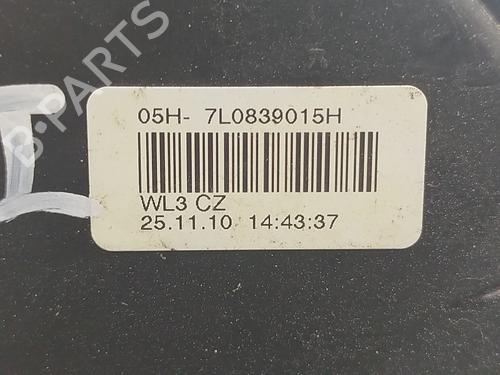 B-PARTS
05H- 7L0839015H
WL3 CZ
25.11.10 14:43:37